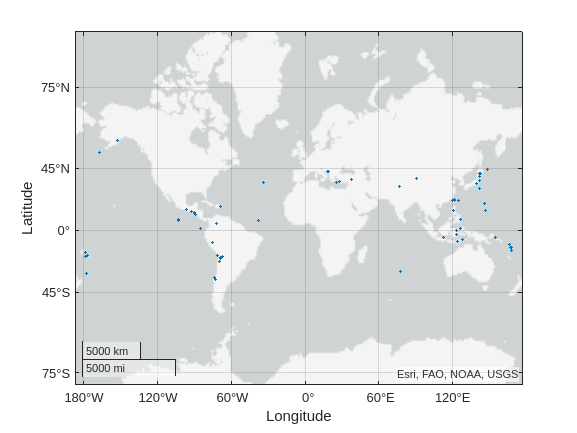 75°N
45°N
0°
45°S
75°S
Latitude
5000 km
5000 mi
Esri, FAO, NOAA, USGS
180°W 120°W 60°W 0° 60°E 120°E
Longitude